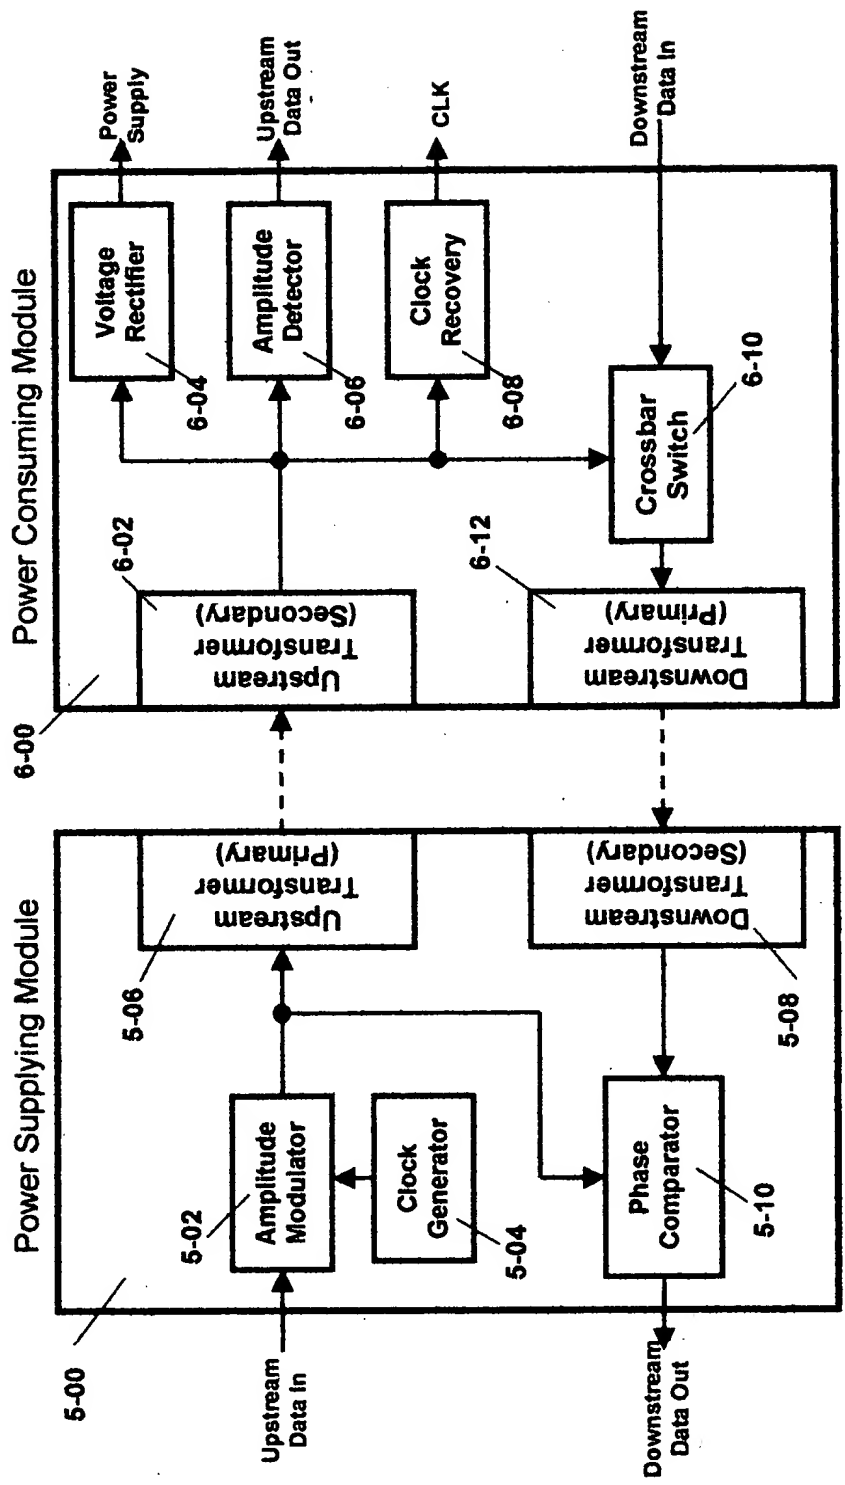 Power Supplying Module
Power Consuming Module
5-00
6-00
Upstream
Data In
5-02
Amplitude
Modulator
Clock
Generator
5-04
5-06
Upstream
Transformer
(Primary)
Downstream
Transformer
(Secondary)
5-08
Phase
Comparator
5-10
Downstream
Data Out
6-02
Upstream
Transformer
(Secondary)
6-12
Downstream
Transformer
(Primary)
Voltage
Rectifier
6-04
Power
Supply
Amplitude
Detector
6-06
Upstream
Data Out
Clock
Recovery
6-08
CLK
Crossbar
Switch
6-10
Downstream
Data In